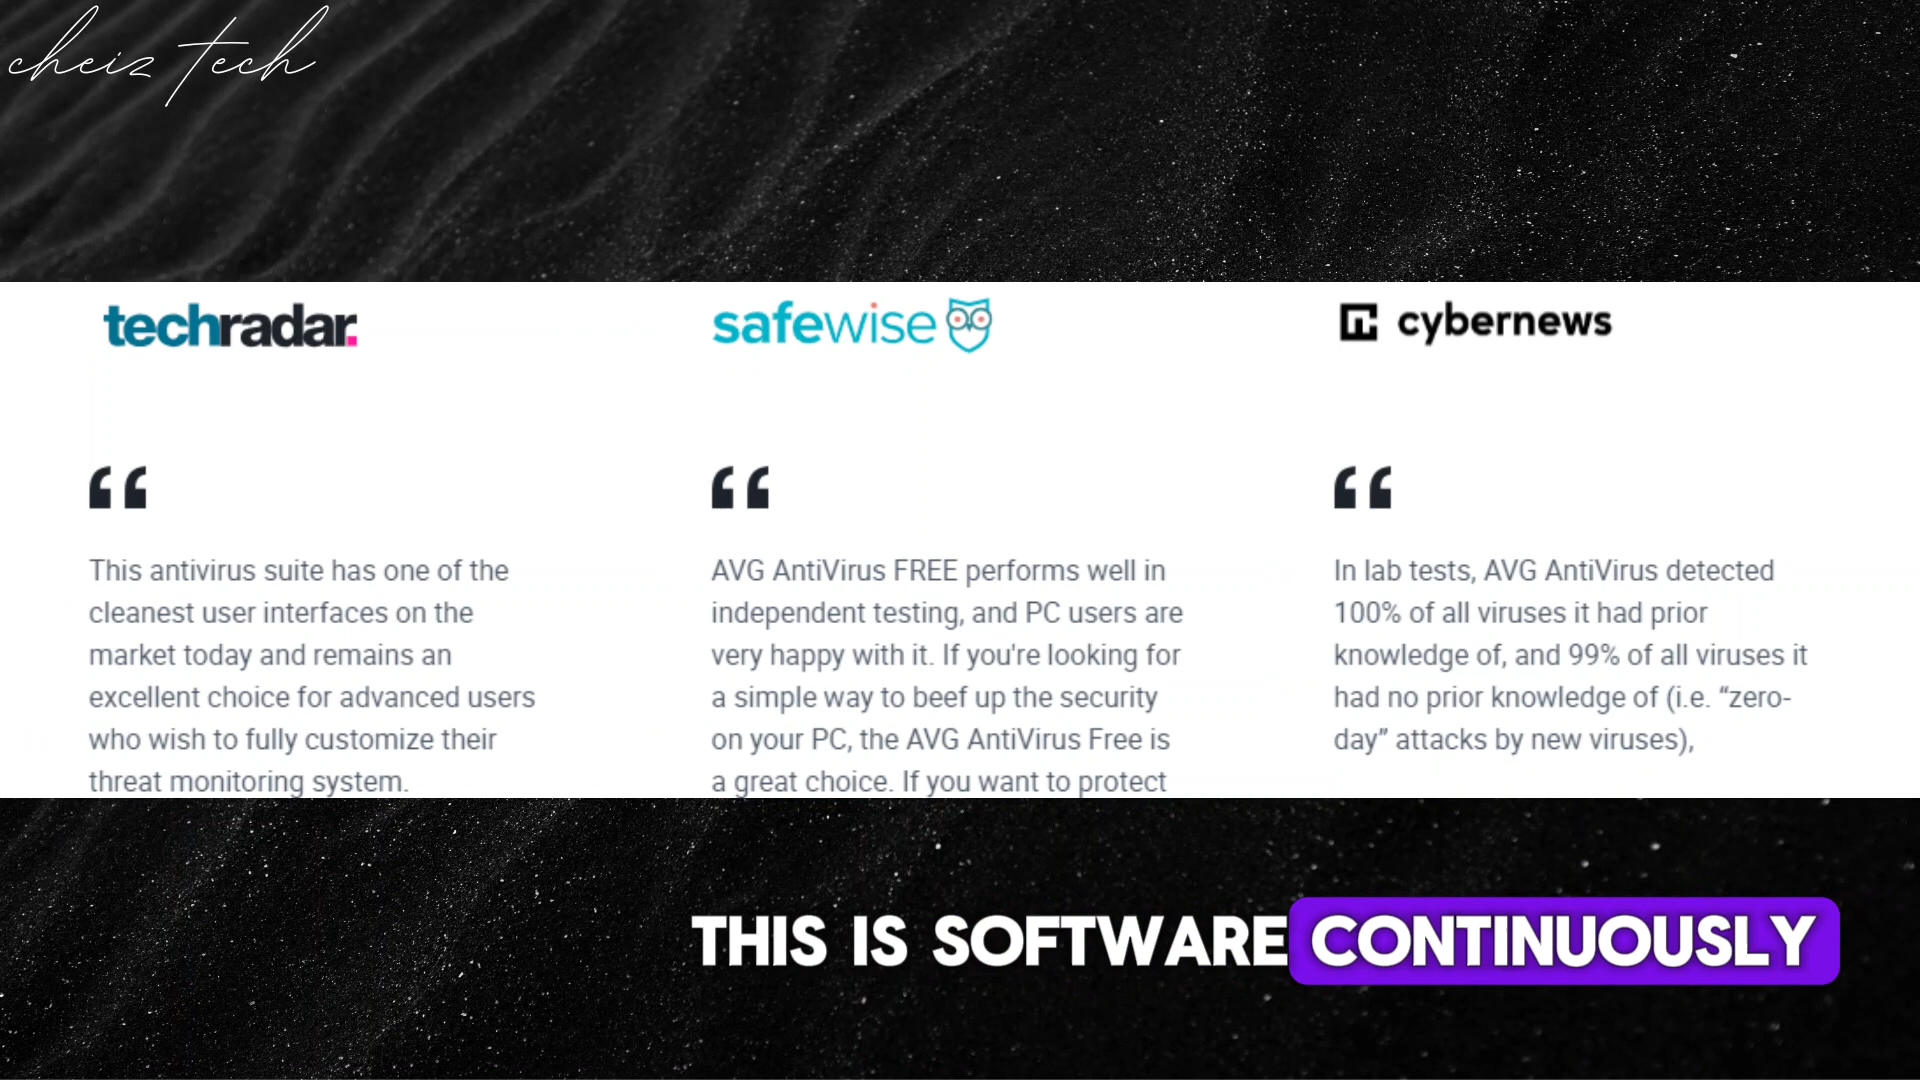 cheiz tech
techradar.
safewise
cybernews
“
This antivirus suite has one of the
cleanest user interfaces on the
market today and remains an
excellent choice for advanced users
who wish to fully customize their
threat monitoring system.
“
AVG AntiVirus FREE performs well in
independent testing, and PC users are
very happy with it. If you're looking for
a simple way to beef up the security
on your PC, the AVG AntiVirus Free is
a great choice. If you want to protect
“
In lab tests, AVG AntiVirus detected
100% of all viruses it had prior
knowledge of, and 99% of all viruses it
had no prior knowledge of (i.e. “zero-
day” attacks by new viruses),
THIS IS SOFTWARE CONTINUOUSLY